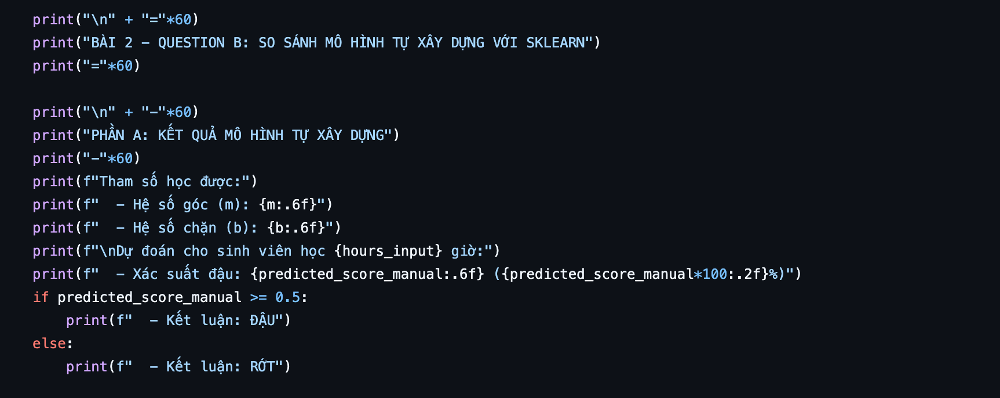 print("\n" + "="*60)
print("BÀI 2 - QUESTION B: SO SÁNH MÔ HÌNH TỰ XÂY DỰNG VỚI SKLEARN")
print("="*60)

print("\n" + "-"*60)
print("PHẦN A: KẾT QUẢ MÔ HÌNH TỰ XÂY DỰNG")
print("-"*60)
print(f"Tham số học được:")
print(f"  - Hệ số góc (m): {m:.6f}")
print(f"  - Hệ số chặn (b): {b:.6f}")
print(f"\nDự đoán cho sinh viên học {hours_input} giờ:")
print(f"  - Xác suất đậu: {predicted_score_manual:.6f} ({predicted_score_manual*100:.2f}%)")
if predicted_score_manual >= 0.5:
    print(f"  - Kết luận: ĐẬU")
else:
    print(f"  - Kết luận: RỚT")